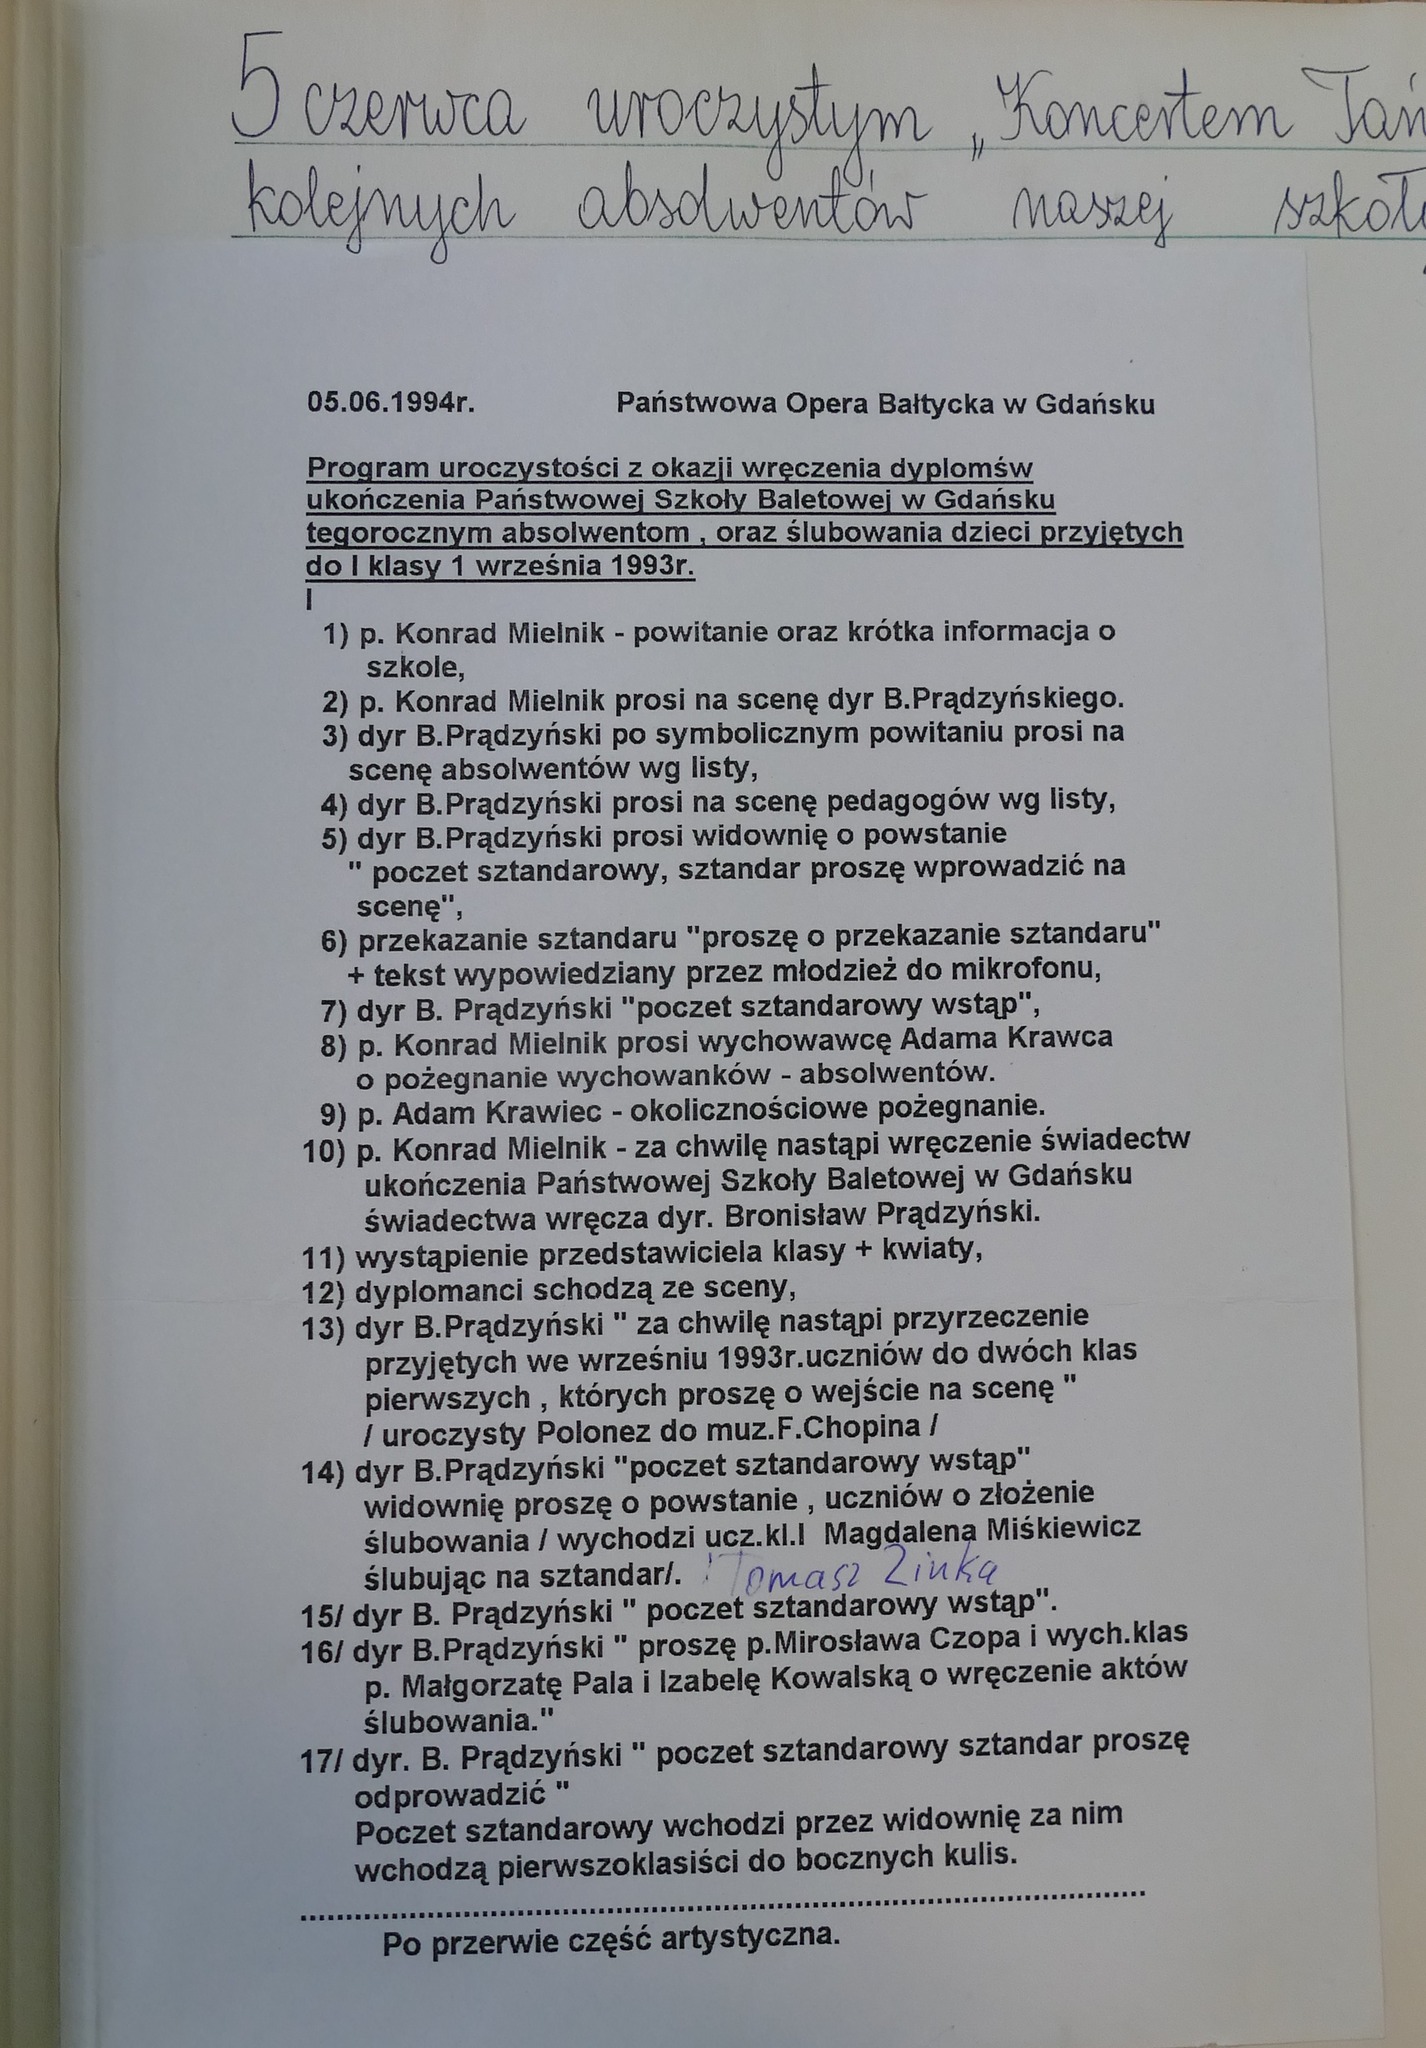 5 czerwca uroczystym „Koncertem Tań
kolejnych absolwentów naszej szkoł
05.06.1994r. Państwowa Opera Bałtycka w Gdańsku
Program uroczystości z okazji wręczenia dyplomśw
ukończenia Państwowej Szkoły Baletowej w Gdańsku
tegorocznym absolwentom , oraz ślubowania dzieci przyjętych
do I klasy 1 września 1993r.
I
1) p. Konrad Mielnik - powitanie oraz krótka informacja o
szkole,
2) p. Konrad Mielnik prosi na scenę dyr B.Prądzyńskiego.
3) dyr B.Prądzyński po symbolicznym powitaniu prosi na
scenę absolwentów wg listy,
4) dyr B.Prądzyński prosi na scenę pedagogów wg listy,
5) dyr B.Prądzyński prosi widownię o powstanie
" poczet sztandarowy, sztandar proszę wprowadzić na
scenę",
6) przekazanie sztandaru "proszę o przekazanie sztandaru"
+ tekst wypowiedziany przez młodzież do mikrofonu,
7) dyr B. Prądzyński "poczet sztandarowy wstąp",
8) p. Konrad Mielnik prosi wychowawcę Adama Krawca
o pożegnanie wychowanków - absolwentów.
9) p. Adam Krawiec - okolicznościowe pożegnanie.
10) p. Konrad Mielnik - za chwilę nastąpi wręczenie świadectw
ukończenia Państwowej Szkoły Baletowej w Gdańsku
świadectwa wręcza dyr. Bronisław Prądzyński.
11) wystąpienie przedstawiciela klasy + kwiaty,
12) dyplomanci schodzą ze sceny,
13) dyr B.Prądzyński " za chwilę nastąpi przyrzeczenie
przyjętych we wrześniu 1993r.uczniów do dwóch klas
pierwszych , których proszę o wejście na scenę "
/ uroczysty Polonez do muz.F.Chopina /
14) dyr B.Prądzyński "poczet sztandarowy wstąp"
widownię proszę o powstanie , uczniów o złożenie
ślubowania / wychodzi ucz.kl.I Magdalena Miśkiewicz
ślubując na sztandar/. i Tomasz Zinka
15/ dyr B. Prądzyński " poczet sztandarowy wstąp".
16/ dyr B.Prądzyński " proszę p.Mirosława Czopa i wych.klas
p. Małgorzatę Pala i Izabelę Kowalską o wręczenie aktów
ślubowania."
17/ dyr. B. Prądzyński " poczet sztandarowy sztandar proszę
odprowadzić "
Poczet sztandarowy wchodzi przez widownię za nim
wchodzą pierwszoklasiści do bocznych kulis.
Po przerwie część artystyczna.